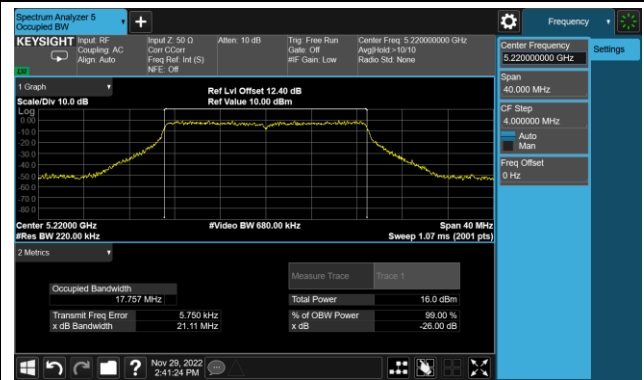 Spectrum Analyzer 5
Occupied BW
Frequency
KEYSIGHT
Input: RF
Coupling: AC
Align: Auto
Input Z: 50 Ω
Corr CCorr
Freq Ref: Int (S)
NFE: Off
Atten: 10 dB
Trig: Free Run
Gate: Off
#IF Gain: Low
Center Freq: 5.220000000 GHz
Avg|Hold:>10/10
Radio Std: None
Center Frequency
5.220000000 GHz
Settings
Span
40.000 MHz
CF Step
4.000000 MHz
Auto
Man
Freq Offset
0 Hz
1 Graph
Scale/Div 10.0 dB
Ref Lvl Offset 12.40 dB
Ref Value 10.00 dBm
Log
0.00
-10.0
-20.0
-30.0
-40.0
-50.0
-60.0
-70.0
-80.0
Center 5.22000 GHz
#Video BW 680.00 kHz
Span 40 MHz
#Res BW 220.00 kHz
Sweep 1.07 ms (2001 pts)
2 Metrics
Measure Trace
Trace 1
Occupied Bandwidth
17.757 MHz
Total Power
16.0 dBm
Transmit Freq Error
5.750 kHz
% of OBW Power
99.00 %
x dB Bandwidth
21.11 MHz
x dB
-26.00 dB
Nov 29, 2022
2:41:24 PM